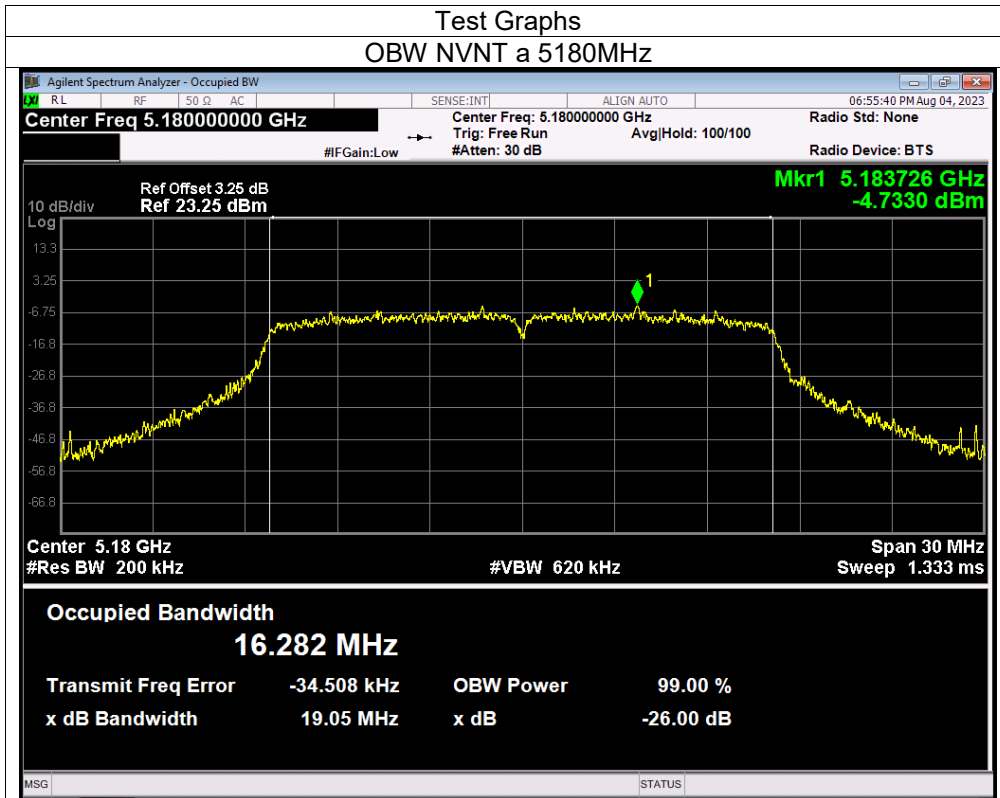 Test Graphs
OBW NVNT a 5180MHz
Agilent Spectrum Analyzer - Occupied BW
LXI RL RF 50 Ω AC SENSE:INT ALIGN AUTO 06:55:40 PM Aug 04, 2023
Center Freq 5.180000000 GHz Center Freq: 5.180000000 GHz Radio Std: None
Trig: Free Run Avg|Hold: 100/100
#IFGain:Low #Atten: 30 dB Radio Device: BTS
Mkr1 5.183726 GHz
Ref Offset 3.25 dB
10 dB/div Ref 23.25 dBm -4.7330 dBm
Log
13.3
3.25
1
-6.75
-16.8
-26.8
-36.8
-46.8
-56.8
-66.8
Center 5.18 GHz Span 30 MHz
#Res BW 200 kHz #VBW 620 kHz Sweep 1.333 ms
Occupied Bandwidth
16.282 MHz
Transmit Freq Error -34.508 kHz OBW Power 99.00 %
x dB Bandwidth 19.05 MHz x dB -26.00 dB
MSG STATUS